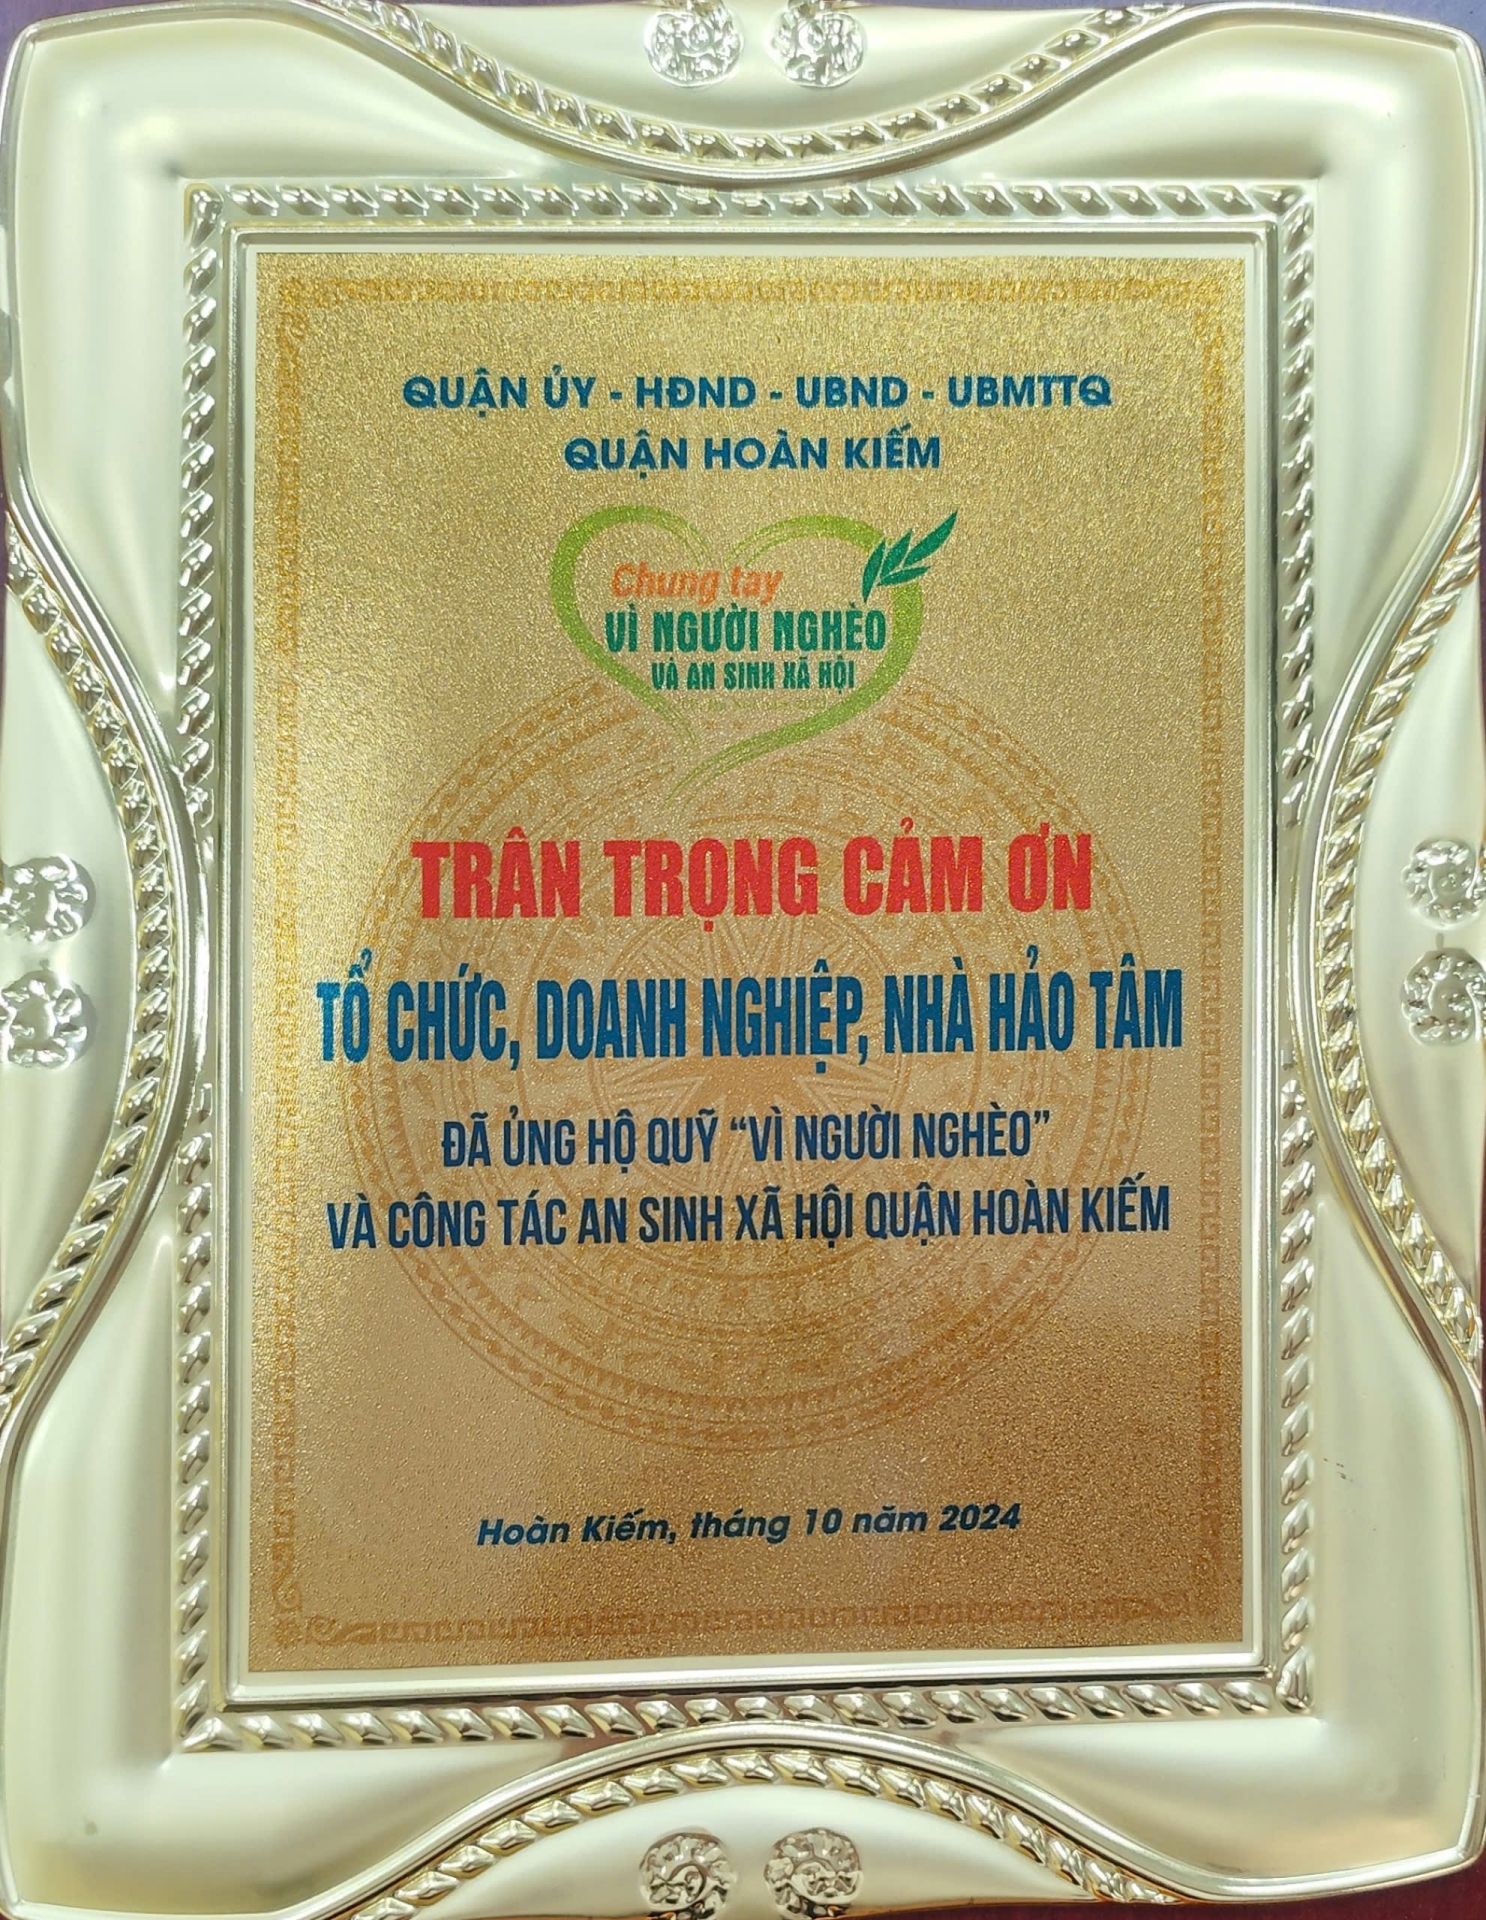 QUẬN ỦY - HĐND - UBND - UBMTTQ
QUẬN HOÀN KIẾM
Chung tay
VÌ NGƯỜI NGHÈO
VÀ AN SINH XÃ HỘI
TRÂN TRỌNG CẢM ƠN
TỔ CHỨC, DOANH NGHIỆP, NHÀ HẢO TÂM
ĐÃ ỦNG HỘ QUỸ “VÌ NGƯỜI NGHÈO”
VÀ CÔNG TÁC AN SINH XÃ HỘI QUẬN HOÀN KIẾM
Hoàn Kiếm, tháng 10 năm 2024